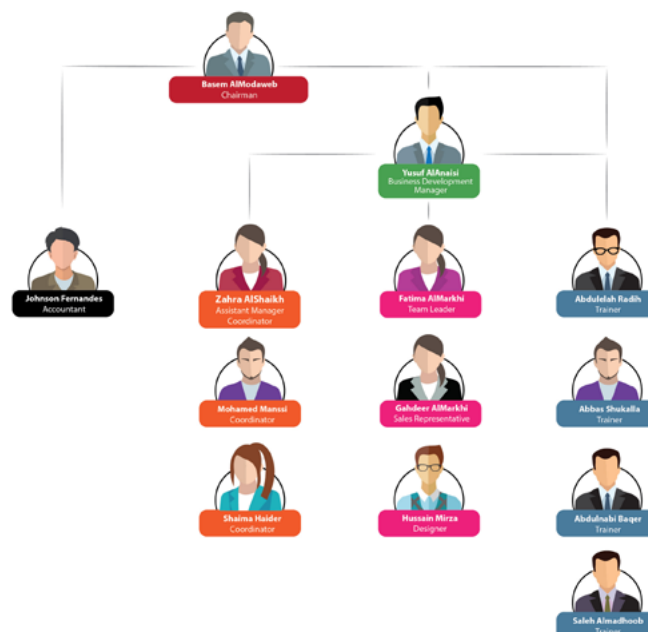 Basem AlModaweb
Chairman
Yusuf AlAnaisi
Business Development
Manager
Johnson Fernandes
Accountant
Zahra AlShaikh
Assistant Manager
Coordinator
Fatima AlMarkhi
Team Leader
Abdulelah Radih
Trainer
Mohamed Manssi
Coordinator
Gahdeer AlMarkhi
Sales Representative
Abbas Shukalla
Trainer
Shaima Haider
Coordinator
Hussain Mirza
Designer
Abdulnabi Baqer
Trainer
Saleh Almadhoob
Trainer